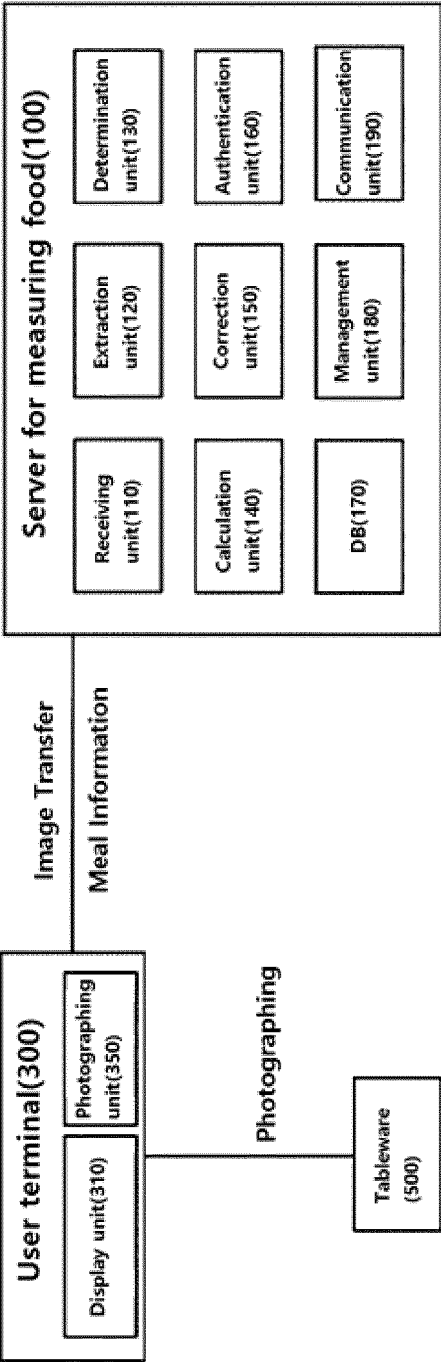 User terminal(300)
Display unit(310)
Photographing
unit(350)
Image Transfer
Meal Information
Photographing
Tableware
(500)
Server for measuring food(100)
Receiving
unit(110)
Extraction
unit(120)
Determination
unit(130)
Calculation
unit(140)
Correction
unit(150)
Authentication
unit(160)
DB(170)
Management
unit(180)
Communication
unit(190)